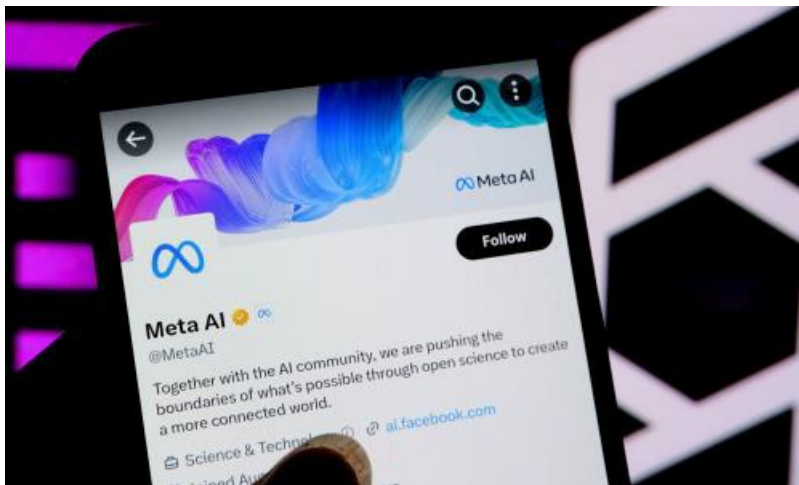 Meta AI
Follow
Meta AI
@MetaAI
Together with the AI community, we are pushing the
boundaries of what's possible through open science to create
a more connected world.
Science & ai.facebook.com